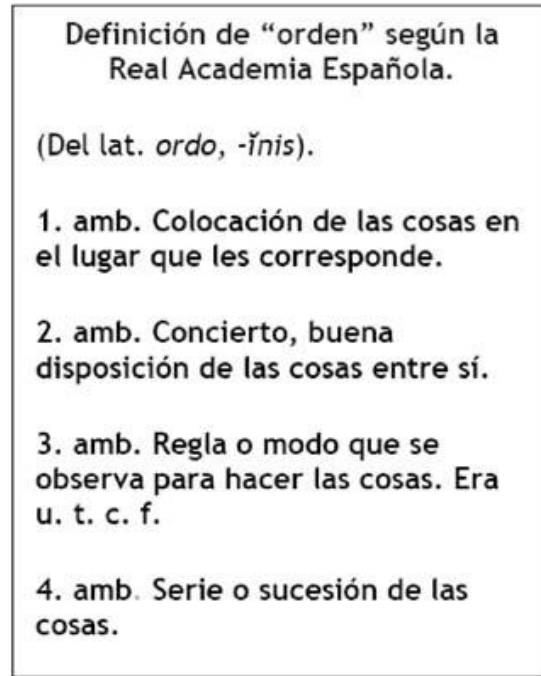 Definición de “orden” según la
Real Academia Española.
(Del lat. ordo, -ĭnis).
1. amb. Colocación de las cosas en
el lugar que les corresponde.
2. amb. Concierto, buena
disposición de las cosas entre sí.
3. amb. Regla o modo que se
observa para hacer las cosas. Era
u. t. c. f.
4. amb. Serie o sucesión de las
cosas.